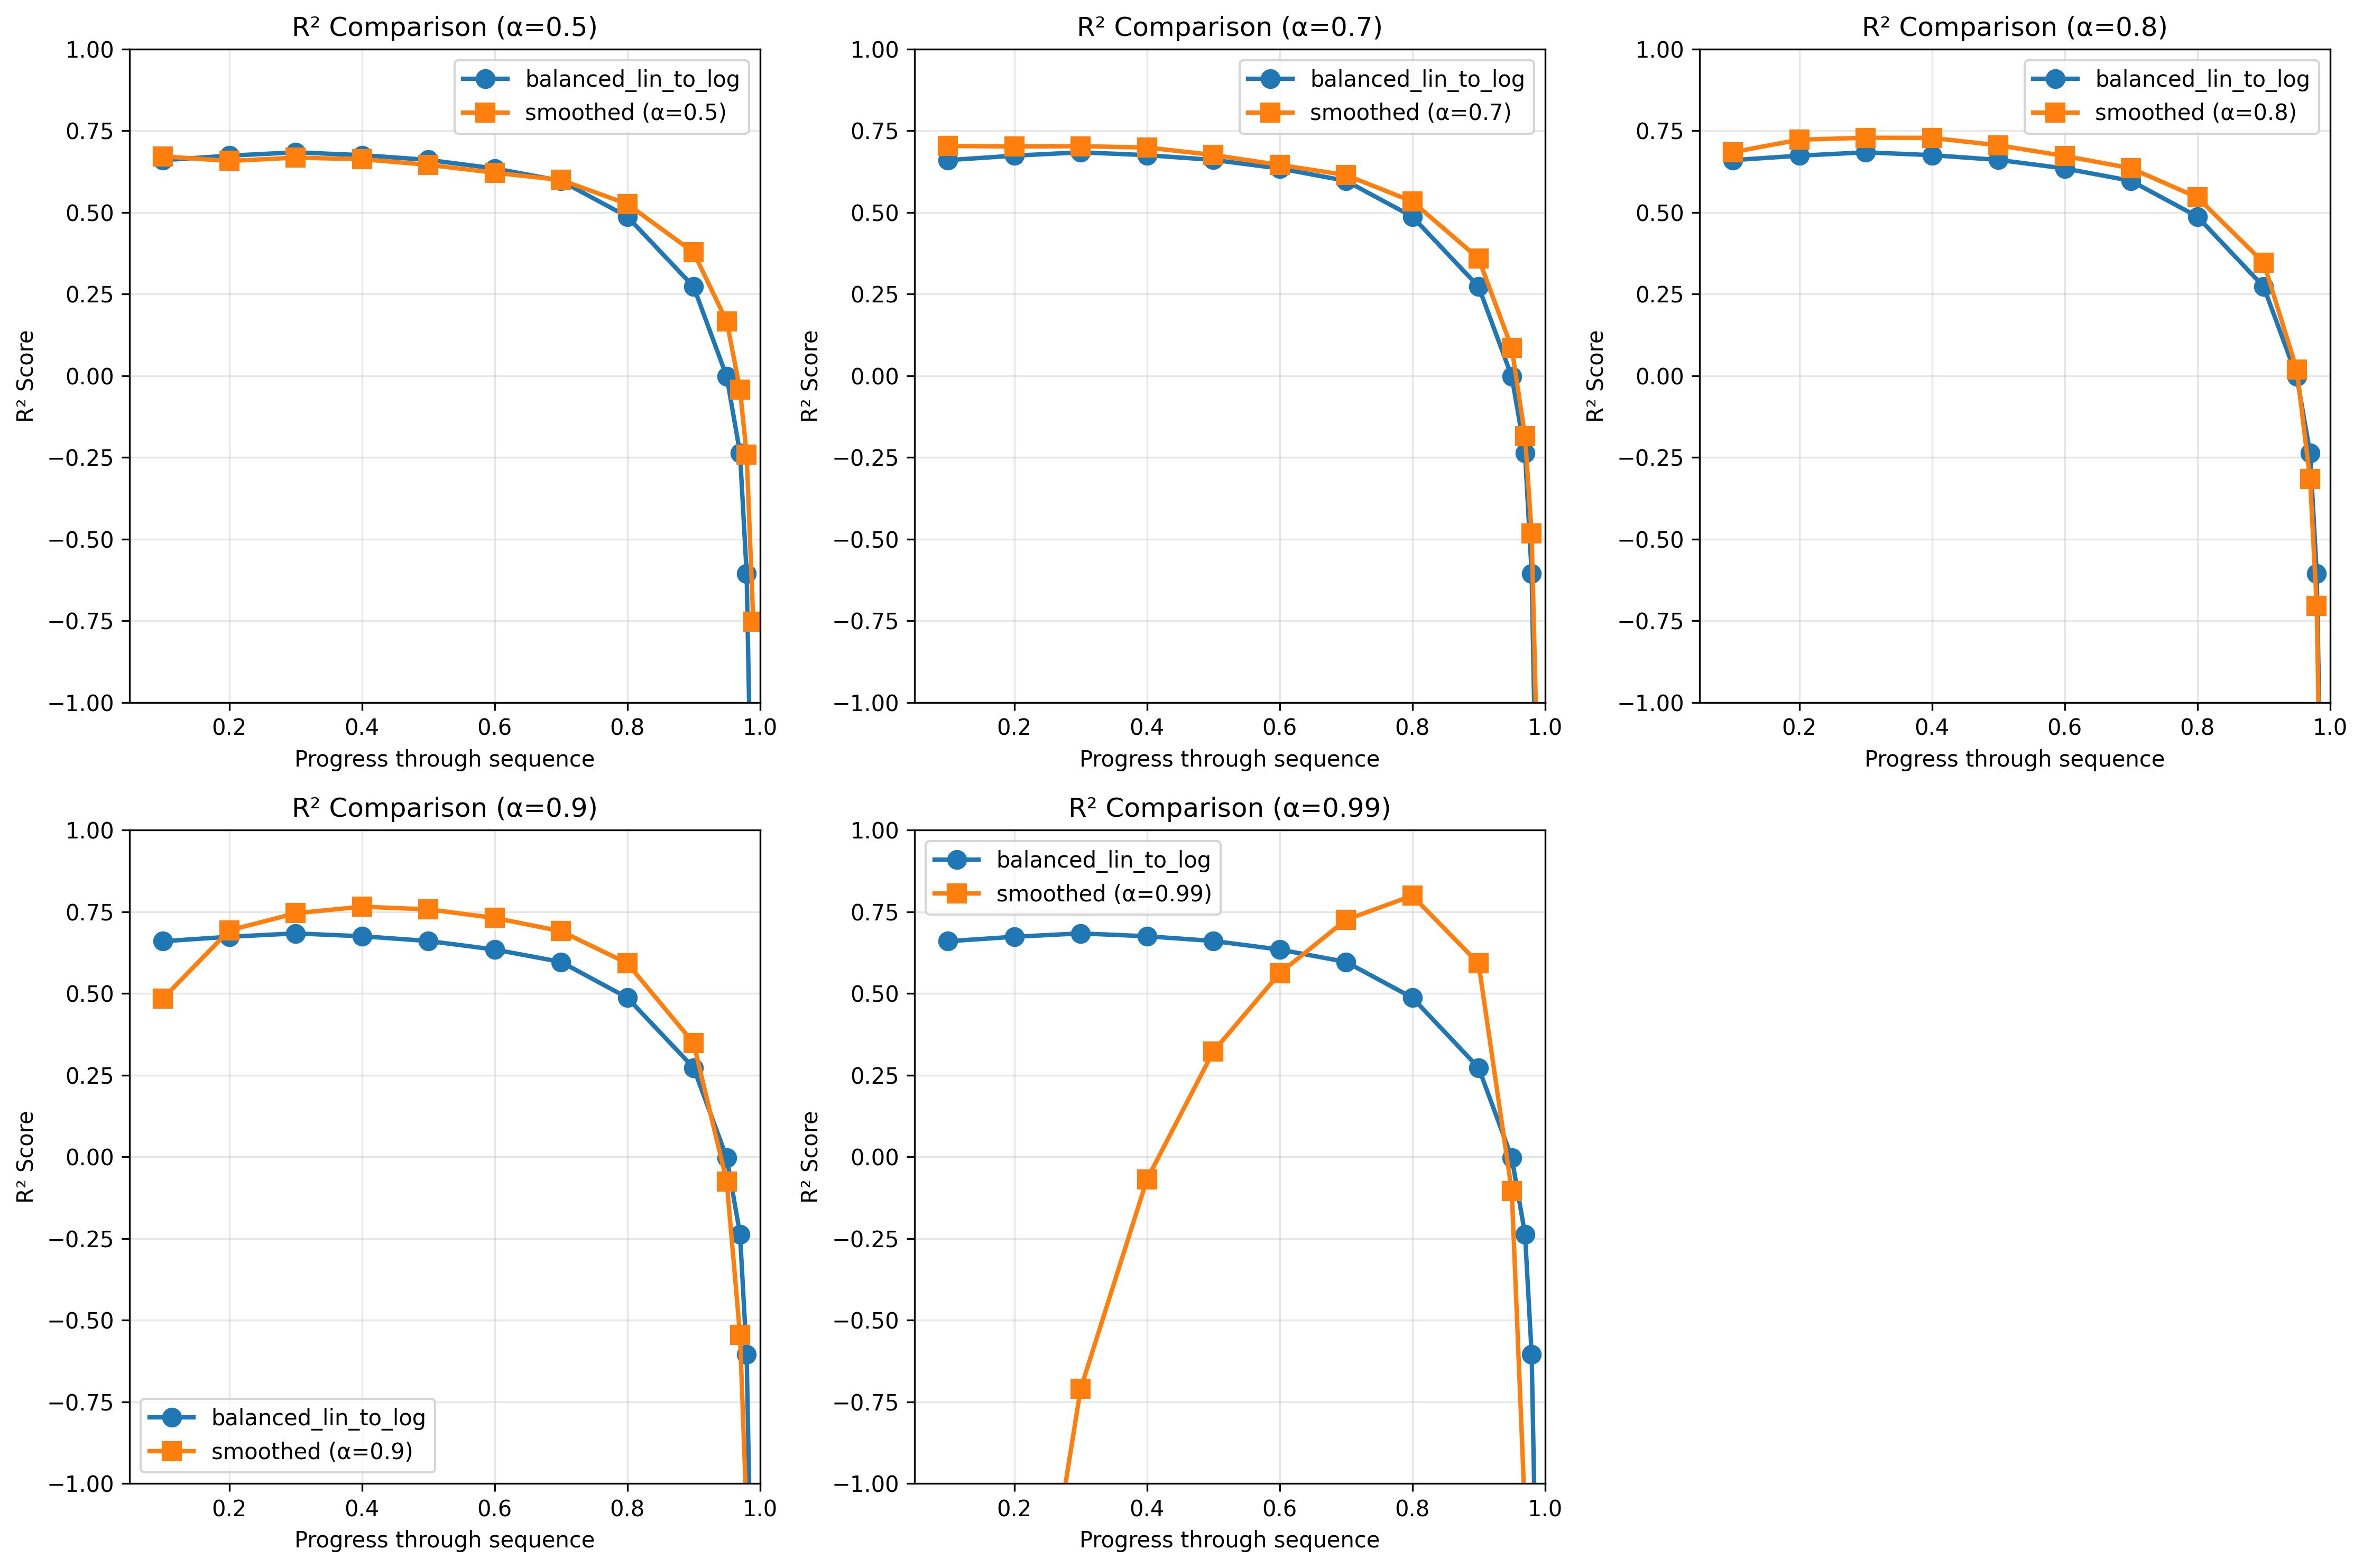 R² Comparison (α=0.5)
1.00
0.75
0.50
0.25
0.00
−0.25
−0.50
−0.75
−1.00
R² Score
balanced_lin_to_log
smoothed (α=0.5)
0.2 0.4 0.6 0.8 1.0
Progress through sequence
R² Comparison (α=0.7)
1.00
0.75
0.50
0.25
0.00
−0.25
−0.50
−0.75
−1.00
R² Score
balanced_lin_to_log
smoothed (α=0.7)
0.2 0.4 0.6 0.8 1.0
Progress through sequence
R² Comparison (α=0.8)
1.00
0.75
0.50
0.25
0.00
−0.25
−0.50
−0.75
−1.00
R² Score
balanced_lin_to_log
smoothed (α=0.8)
0.2 0.4 0.6 0.8 1.0
Progress through sequence
R² Comparison (α=0.9)
1.00
0.75
0.50
0.25
0.00
−0.25
−0.50
−0.75
−1.00
R² Score
balanced_lin_to_log
smoothed (α=0.9)
0.2 0.4 0.6 0.8 1.0
Progress through sequence
R² Comparison (α=0.99)
1.00
0.75
0.50
0.25
0.00
−0.25
−0.50
−0.75
−1.00
R² Score
balanced_lin_to_log
smoothed (α=0.99)
0.2 0.4 0.6 0.8 1.0
Progress through sequence